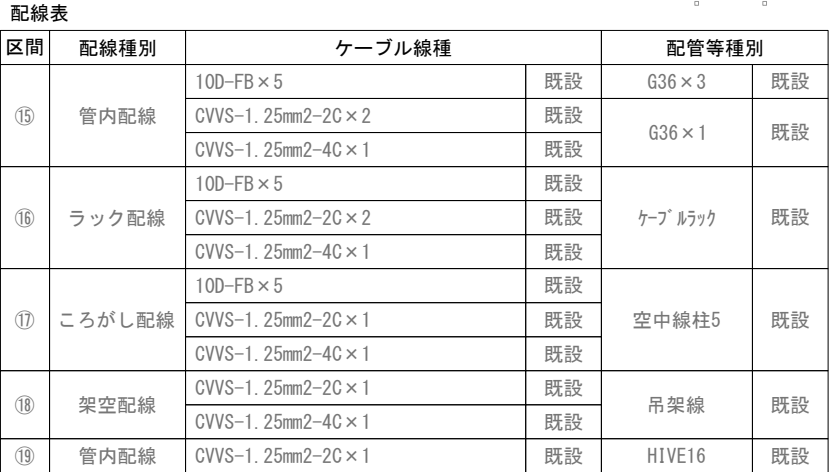 配線表
区間 配線種別 ケーブル線種 配管等種別
⑮ 管内配線 10D-FB×5 既設 G36×3 既設
CVVS-1.25mm2-2C×2 既設 G36×1 既設
CVVS-1.25mm2-4C×1 既設
⑯ ラック配線 10D-FB×5 既設 ｹｰﾌﾞﾙﾗｯｸ 既設
CVVS-1.25mm2-2C×2 既設
CVVS-1.25mm2-4C×1 既設
⑰ ころがし配線 10D-FB×5 既設 空中線柱5 既設
CVVS-1.25mm2-2C×1 既設
CVVS-1.25mm2-4C×1 既設
⑱ 架空配線 CVVS-1.25mm2-2C×1 既設 吊架線 既設
CVVS-1.25mm2-4C×1 既設
⑲ 管内配線 CVVS-1.25mm2-2C×1 既設 HIVE16 既設